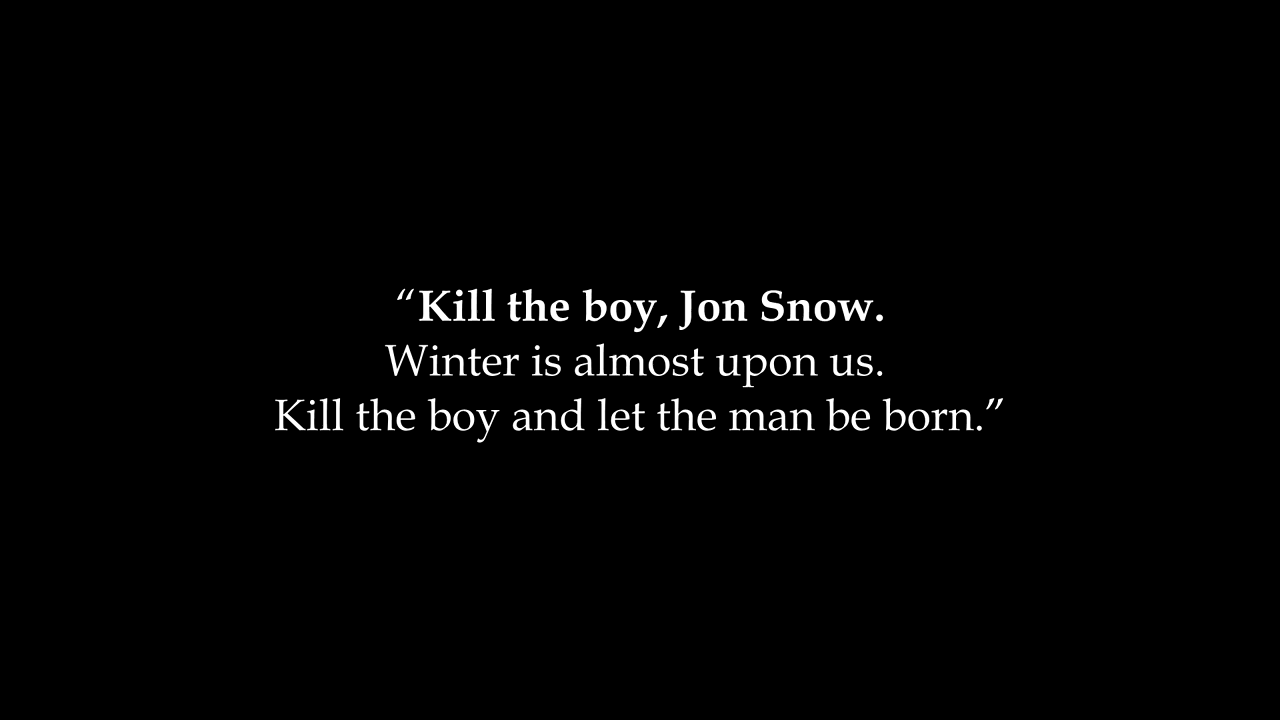 “Kill the boy, Jon Snow.
Winter is almost upon us.
Kill the boy and let the man be born.”